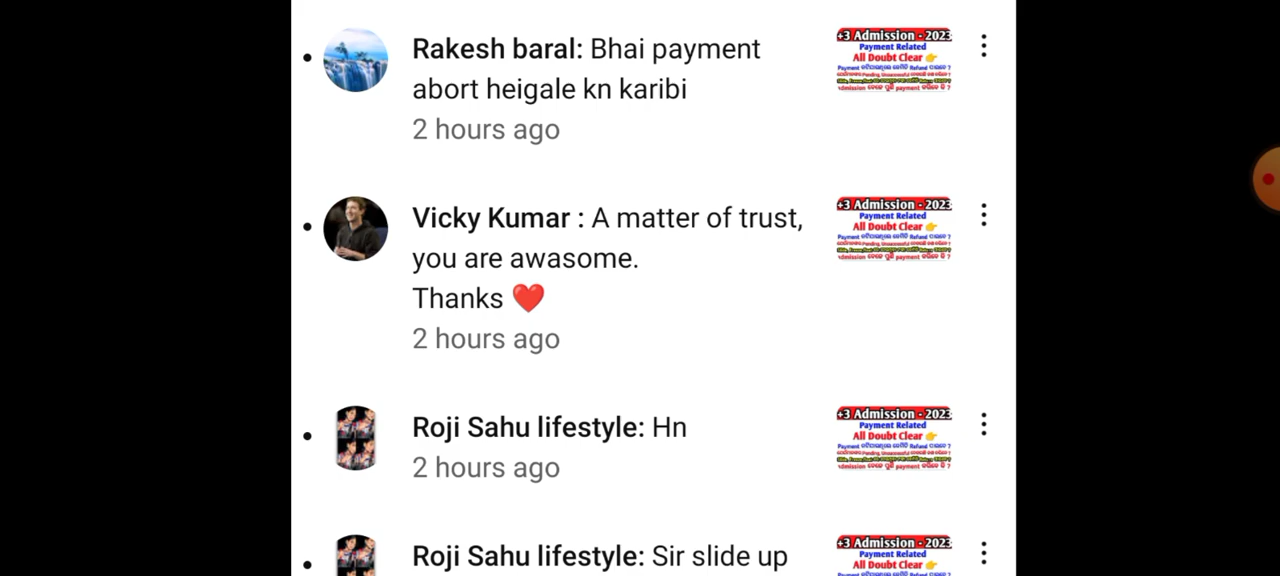 Rakesh baral: Bhai payment
abort heigale kn karibi
2 hours ago
+3 Admission - 2023
Payment Related
All Doubt Clear 👉
Vicky Kumar : A matter of trust,
you are awasome.
Thanks ❤️
2 hours ago
+3 Admission - 2023
Payment Related
All Doubt Clear 👉
Roji Sahu lifestyle: Hn
2 hours ago
+3 Admission - 2023
Payment Related
All Doubt Clear 👉
Roji Sahu lifestyle: Sir slide up
+3 Admission - 2023
Payment Related
All Doubt Clear 👉